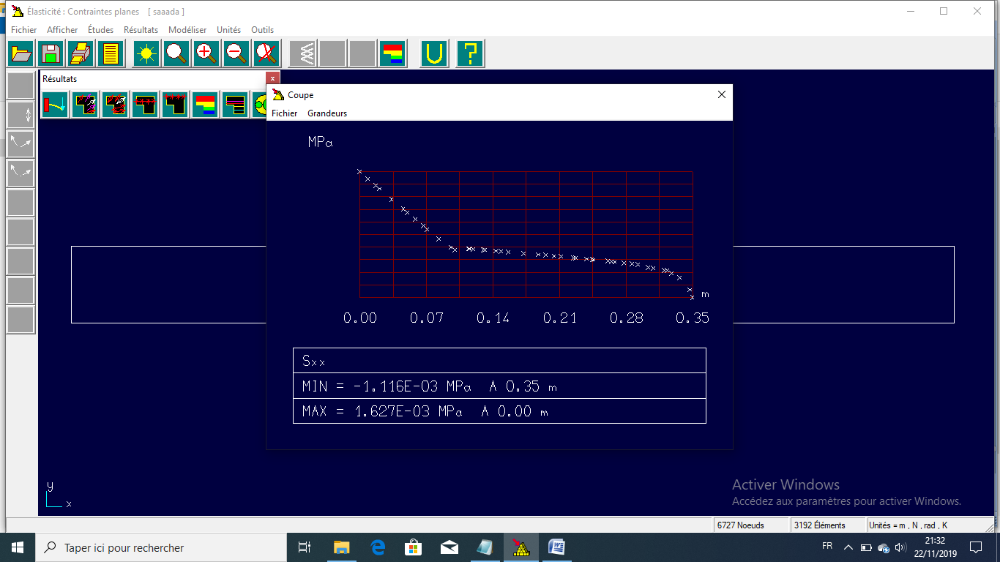 Élasticité : Contraintes planes [ saaada ]
Fichier Afficher Études Résultats Modéliser Unités Outils
Résultats x
Coupe
Fichier Grandeurs
MPa
m
0.00 0.07 0.14 0.21 0.28 0.35
Sxx
MIN = -1.116E-03 MPa A 0.35 m
MAX = 1.627E-03 MPa A 0.00 m
y
x
Activer Windows
Accédez aux paramètres pour activer Windows.
6727 Noeuds 3192 Éléments Unités = m , N , rad , K
Taper ici pour rechercher
FR
21:32
22/11/2019